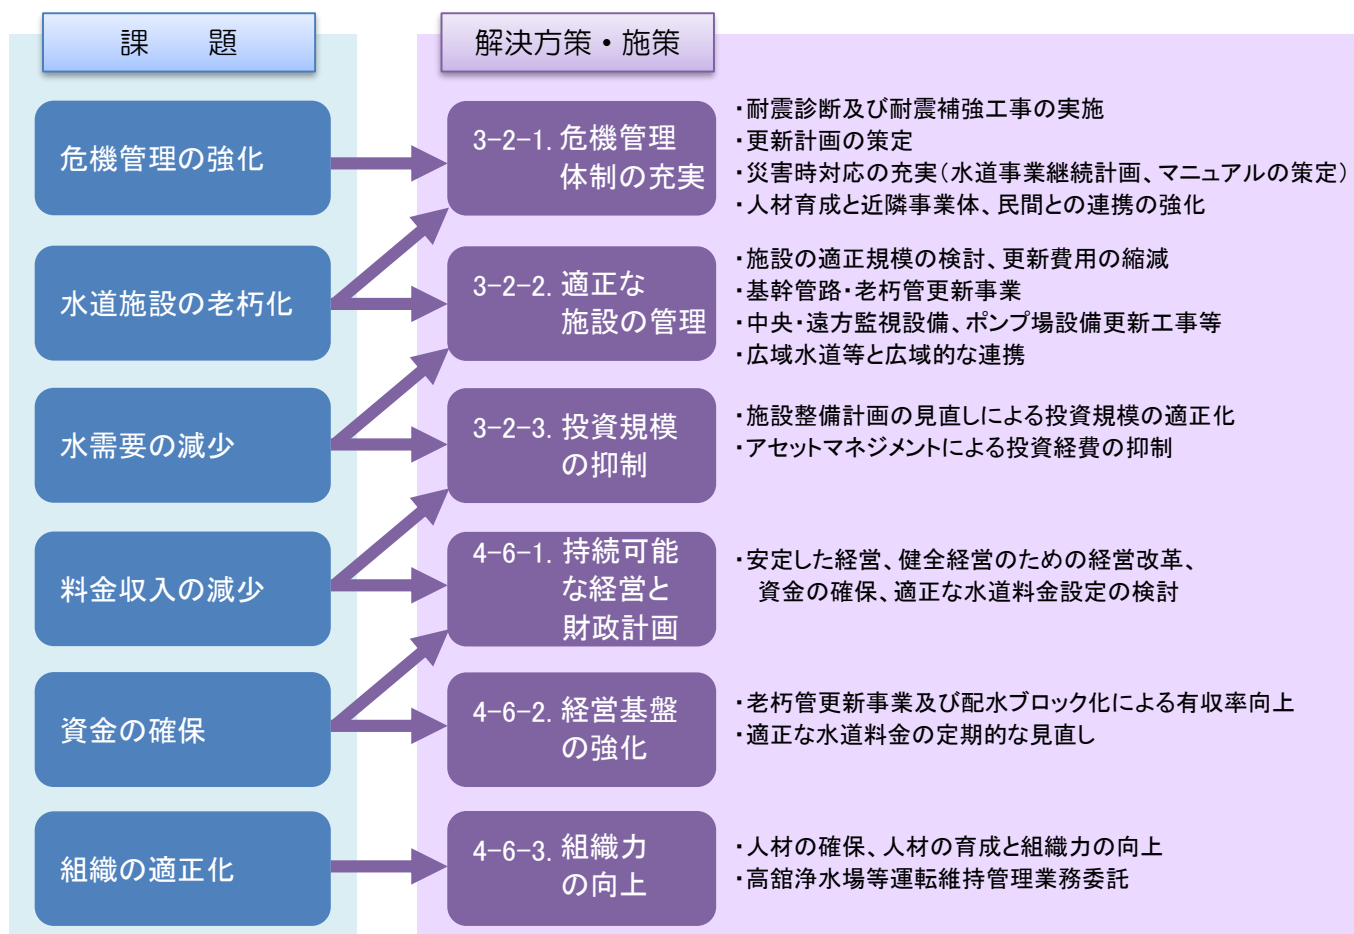 課　　題
解決方策・施策
危機管理の強化
3-2-1. 危機管理
体制の充実
・耐震診断及び耐震補強工事の実施
・更新計画の策定
・災害時対応の充実（水道事業継続計画、マニュアルの策定）
・人材育成と近隣事業体、民間との連携の強化
水道施設の老朽化
3-2-2. 適正な
施設の管理
・施設の適正規模の検討、更新費用の縮減
・基幹管路・老朽管更新事業
・中央・遠方監視設備、ポンプ場設備更新工事等
・広域水道等と広域的な連携
水需要の減少
3-2-3. 投資規模
の抑制
・施設整備計画の見直しによる投資規模の適正化
・アセットマネジメントによる投資経費の抑制
料金収入の減少
4-6-1. 持続可能
な経営と
財政計画
・安定した経営、健全経営のための経営改革、
資金の確保、適正な水道料金設定の検討
資金の確保
4-6-2. 経営基盤
の強化
・老朽管更新事業及び配水ブロック化による有収率向上
・適正な水道料金の定期的な見直し
組織の適正化
4-6-3. 組織力
の向上
・人材の確保、人材の育成と組織力の向上
・高舘浄水場等運転維持管理業務委託